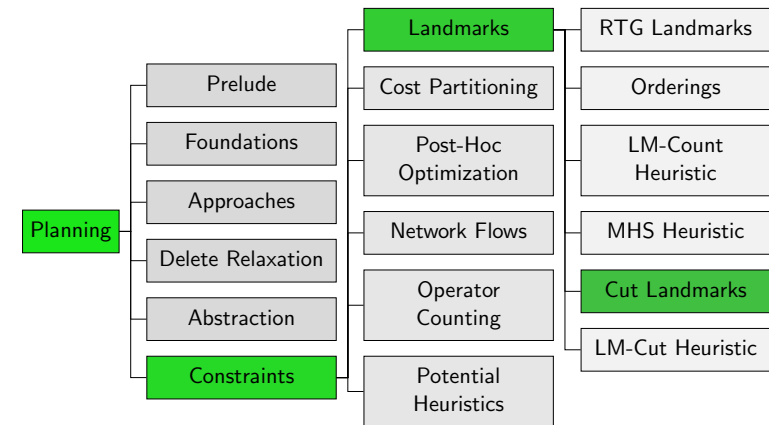 Planning
Prelude
Foundations
Approaches
Delete Relaxation
Abstraction
Constraints
Landmarks
Cost Partitioning
Post-Hoc
Optimization
Network Flows
Operator
Counting
Potential
Heuristics
RTG Landmarks
Orderings
LM-Count
Heuristic
MHS Heuristic
Cut Landmarks
LM-Cut Heuristic